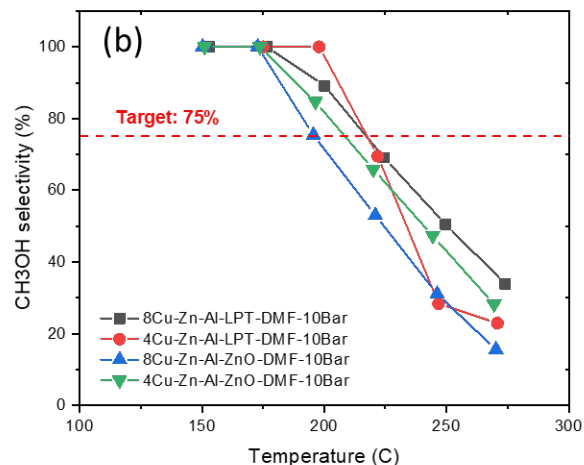 (b)
100
80
60
40
20
0
CH3OH selectivity (%)
Target: 75%
8Cu-Zn-Al-LPT-DMF-10Bar
4Cu-Zn-Al-LPT-DMF-10Bar
8Cu-Zn-Al-ZnO-DMF-10Bar
4Cu-Zn-Al-ZnO-DMF-10Bar
100 150 200 250 300
Temperature (C)